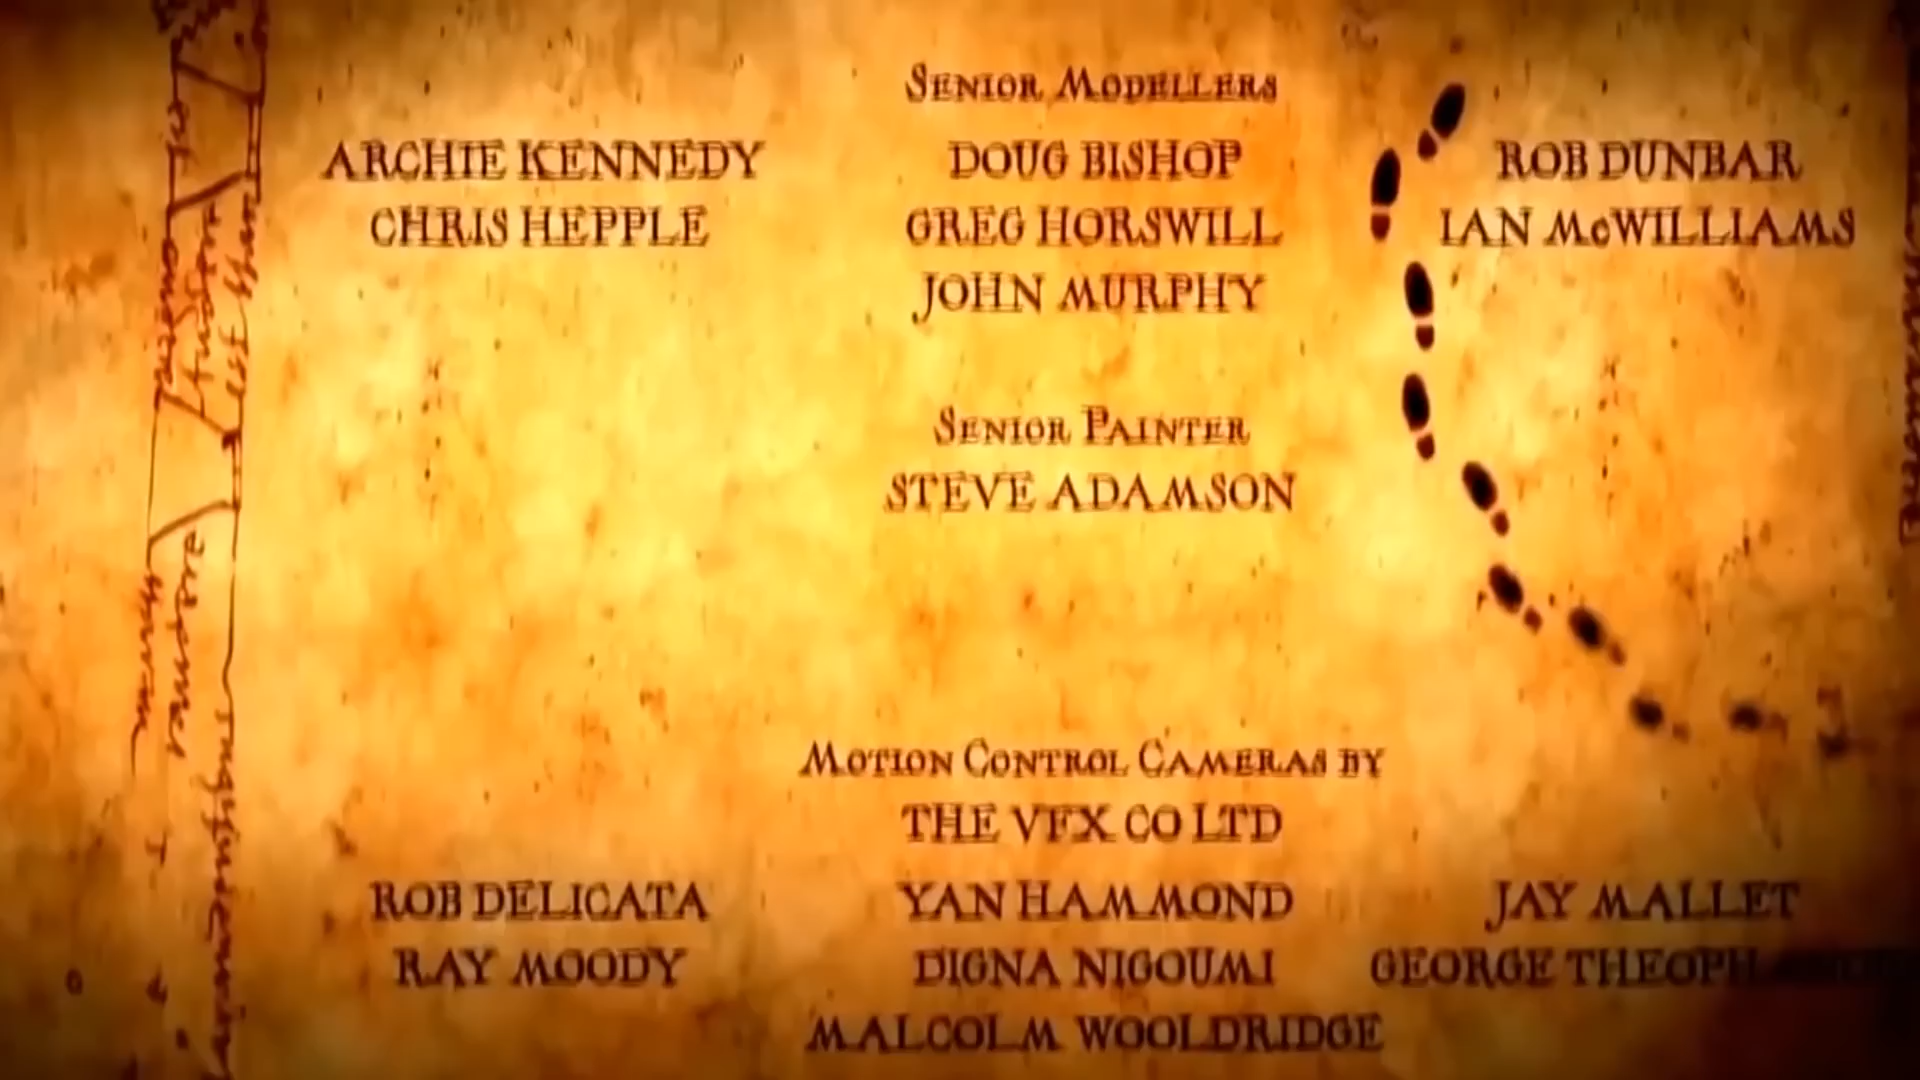 Senior Modellers
ARCHIE KENNEDY DOUG BISHOP ROB DUNBAR
CHRIS HEPPLE GREG HORSWILL IAN McWILLIAMS
JOHN MURPHY
Senior Painter
STEVE ADAMSON
Motion Control Cameras by
THE VFX CO LTD
ROB DELICATA YAN HAMMOND JAY MALLET
RAY MOODY DIGNA NIGOUMI GEORGE
MALCOLM WOOLDRIDGE